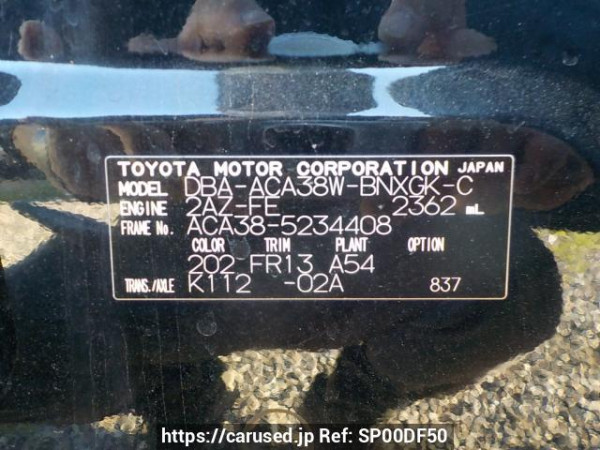 TOYOTA MOTOR CORPORATION JAPAN
MODEL DBA-ACA38W-BNXGK-C
ENGINE 2AZ-FE 2362 mL
FRAME No. ACA38-5234408
COLOR TRIM PLANT OPTION
202 FR13 A54
TRANS./AXLE K112 -02A 837
https://carused.jp Ref: SP00DF50